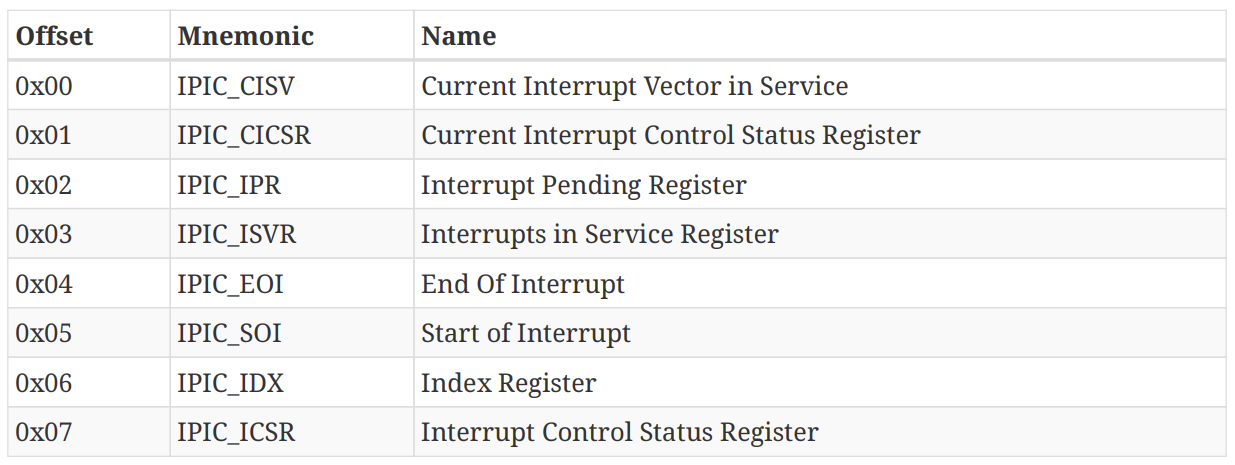 Offset Mnemonic Name
0x00 IPIC_CISV Current Interrupt Vector in Service
0x01 IPIC_CICSR Current Interrupt Control Status Register
0x02 IPIC_IPR Interrupt Pending Register
0x03 IPIC_ISVR Interrupts in Service Register
0x04 IPIC_EOI End Of Interrupt
0x05 IPIC_SOI Start of Interrupt
0x06 IPIC_IDX Index Register
0x07 IPIC_ICSR Interrupt Control Status Register